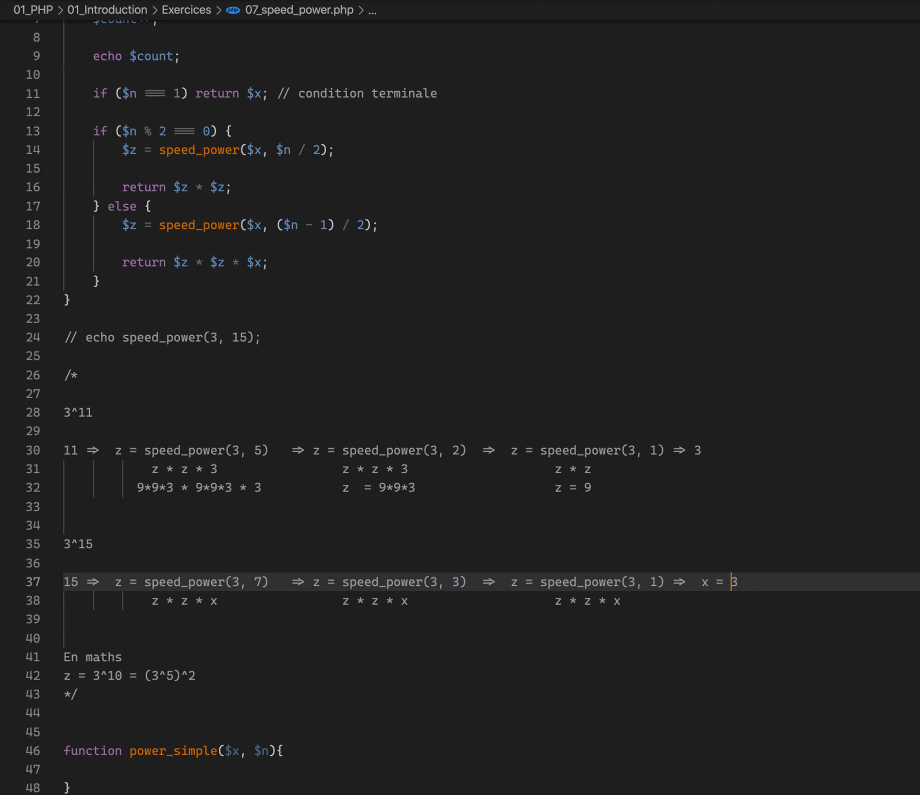 01_PHP > 01_Introduction > Exercices > php 07_speed_power.php > ...
8
9 echo $count;
10
11 if ($n === 1) return $x; // condition terminale
12
13 if ($n % 2 === 0) {
14 $z = speed_power($x, $n / 2);
15
16 return $z * $z;
17 } else {
18 $z = speed_power($x, ($n - 1) / 2);
19
20 return $z * $z * $x;
21 }
22 }
23
24 // echo speed_power(3, 15);
25
26 /*
27
28 3^11
29
30 11 => z = speed_power(3, 5) => z = speed_power(3, 2) => z = speed_power(3, 1) => 3
31 z * z * 3 z * z * 3 z * z
32 9*9*3 * 9*9*3 * 3 z = 9*9*3 z = 9
33
34
35 3^15
36
37 15 => z = speed_power(3, 7) => z = speed_power(3, 3) => z = speed_power(3, 1) => x = 3
38 z * z * x z * z * x z * z * x
39
40
41 En maths
42 z = 3^10 = (3^5)^2
43 */
44
45
46 function power_simple($x, $n){
47
48 }